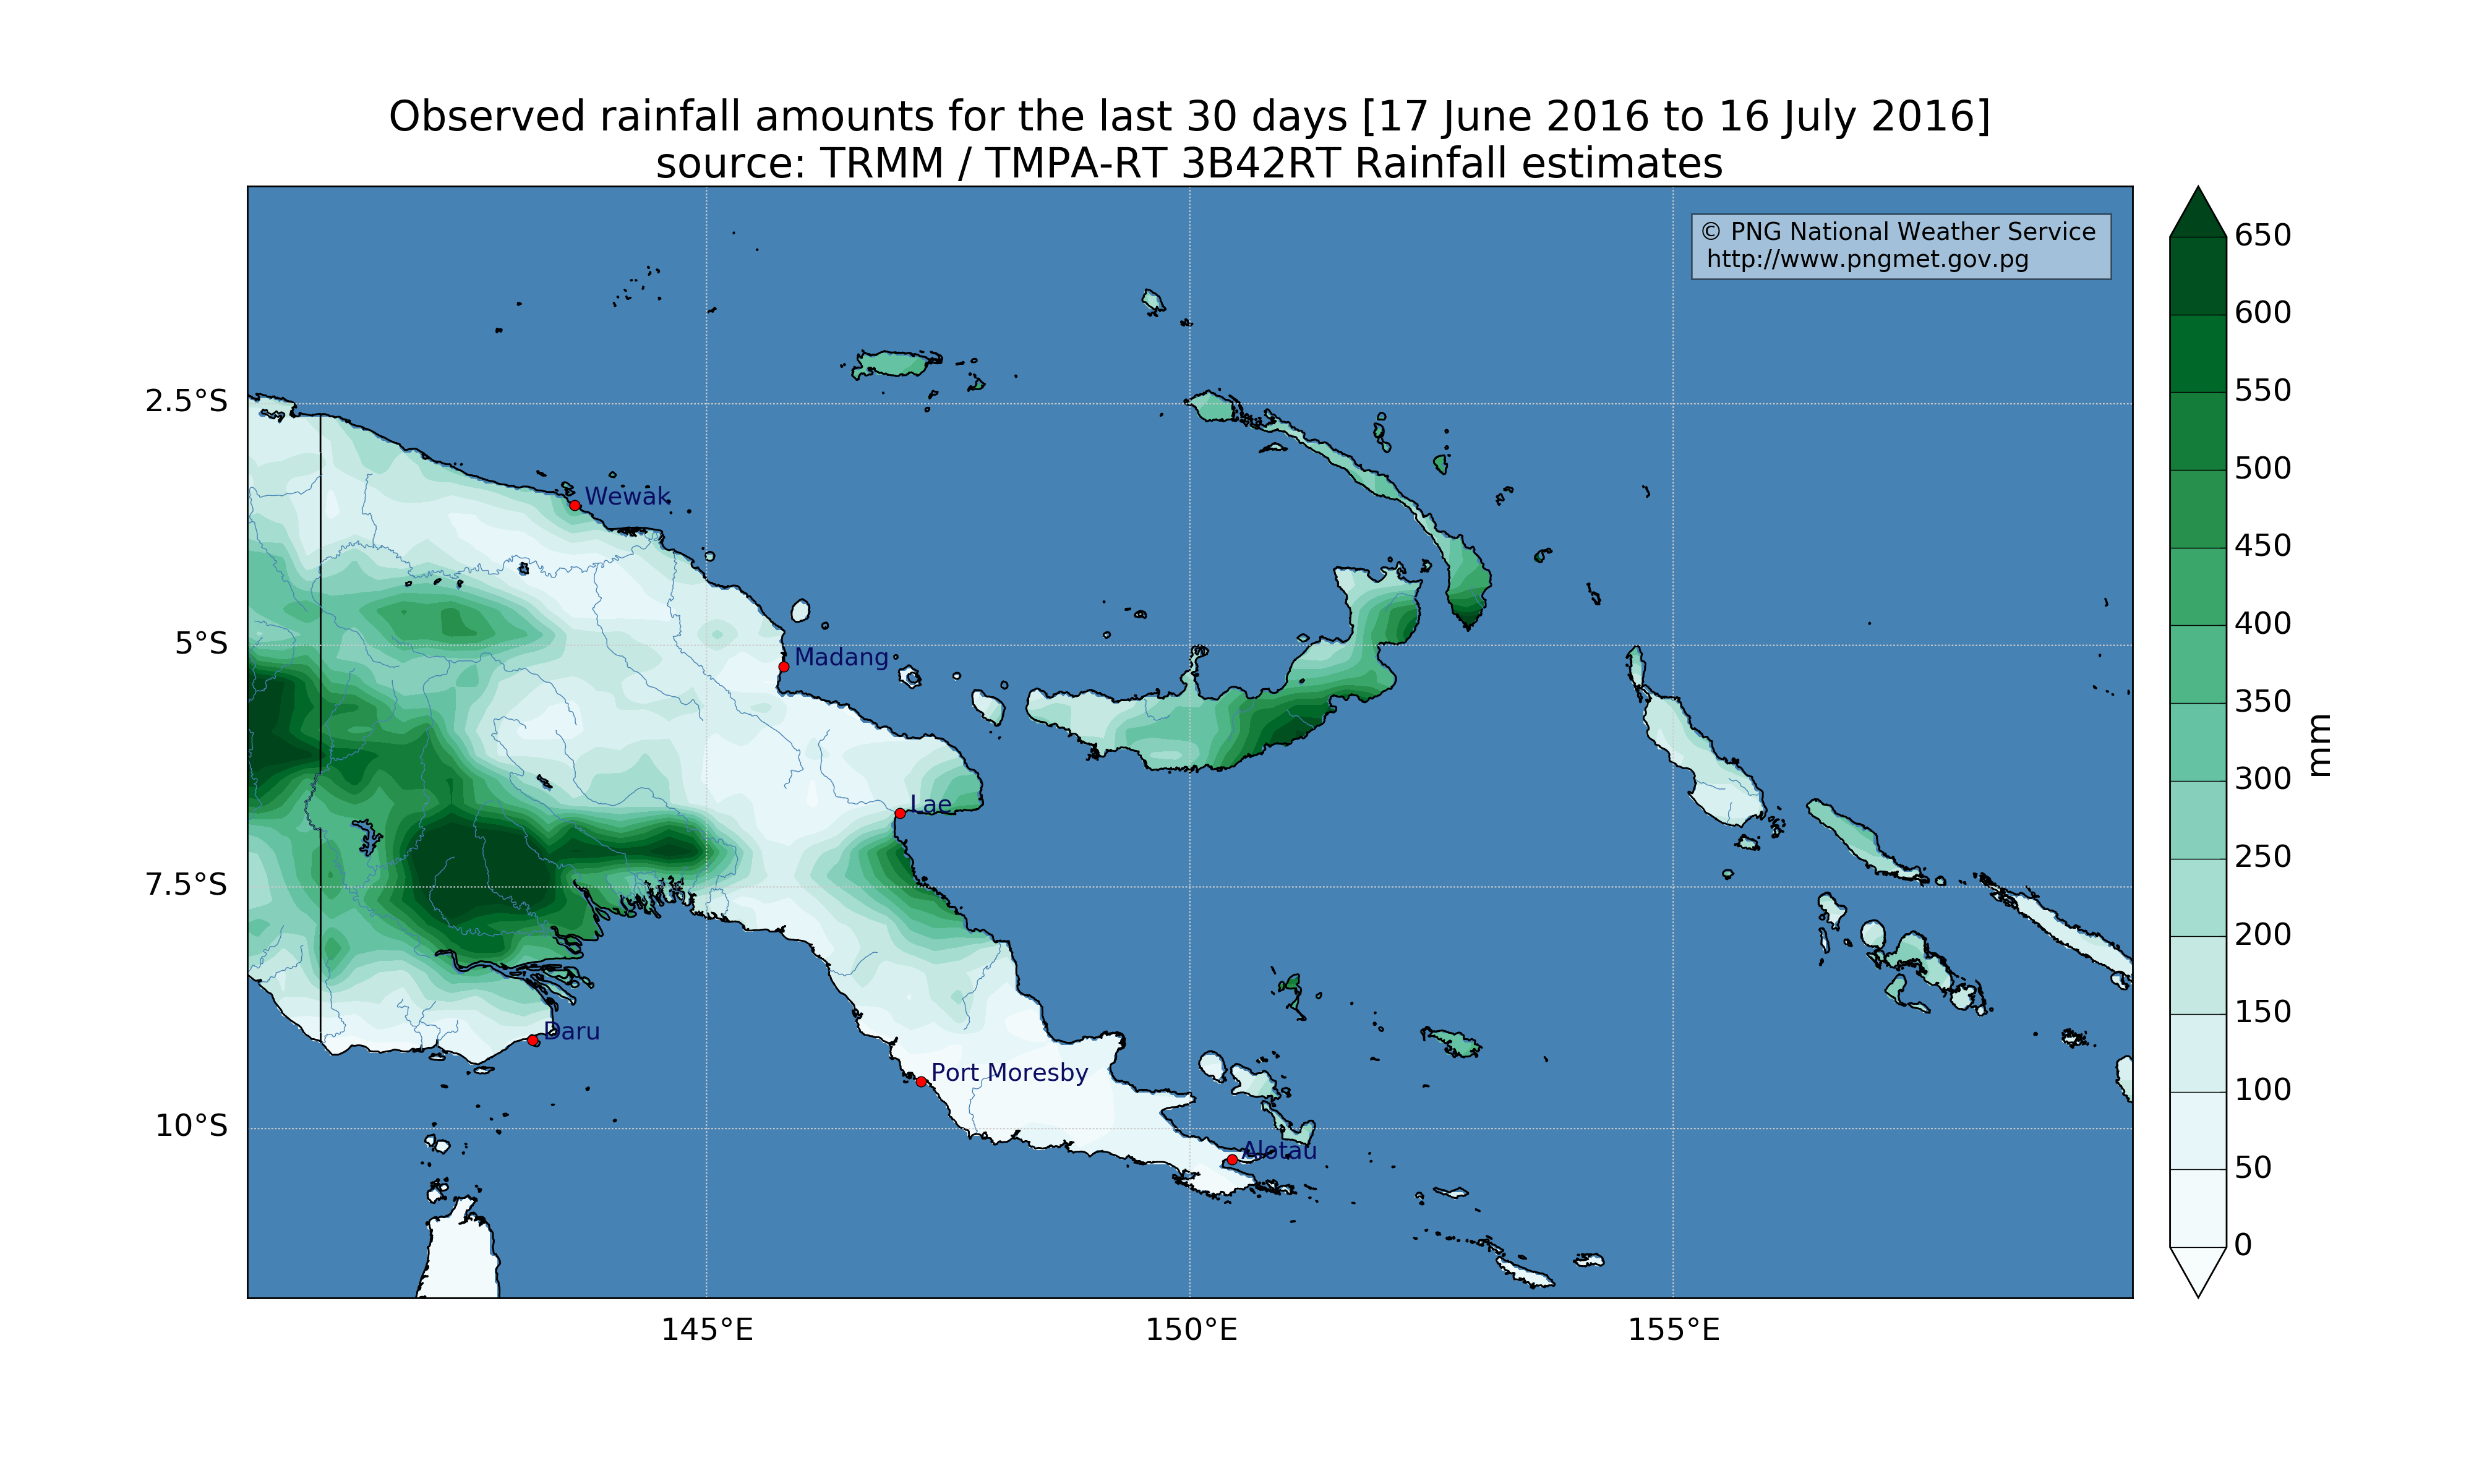 Observed rainfall amounts for the last 30 days [17 June 2016 to 16 July 2016]
source: TRMM / TMPA-RT 3B42RT Rainfall estimates
© PNG National Weather Service
http://www.pngmet.gov.pg
650
600
550
500
450
400
350
300
250
200
150
100
50
0
mm
2.5°S
5°S
7.5°S
10°S
Wewak
Madang
Lae
Daru
Port Moresby
Alotau
145°E
150°E
155°E